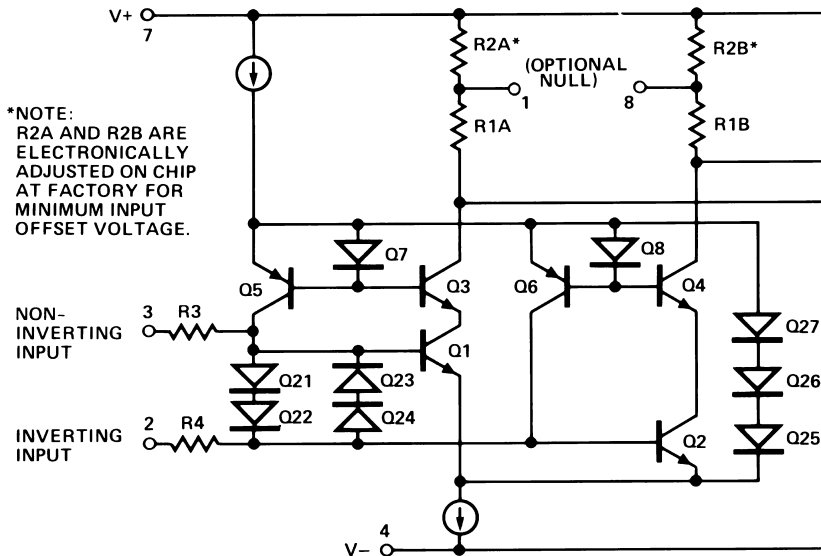 V+
7
R2A*
R2B*
(OPTIONAL
NULL)
1
8
R1A
R1B
*NOTE:
R2A AND R2B ARE
ELECTRONICALLY
ADJUSTED ON CHIP
AT FACTORY FOR
MINIMUM INPUT
OFFSET VOLTAGE.
Q7
Q8
Q5
Q3
Q6
Q4
NON-
INVERTING
INPUT
3
R3
Q1
Q27
Q21
Q23
Q26
Q22
Q24
INVERTING
INPUT
2
R4
Q2
Q25
V-
4